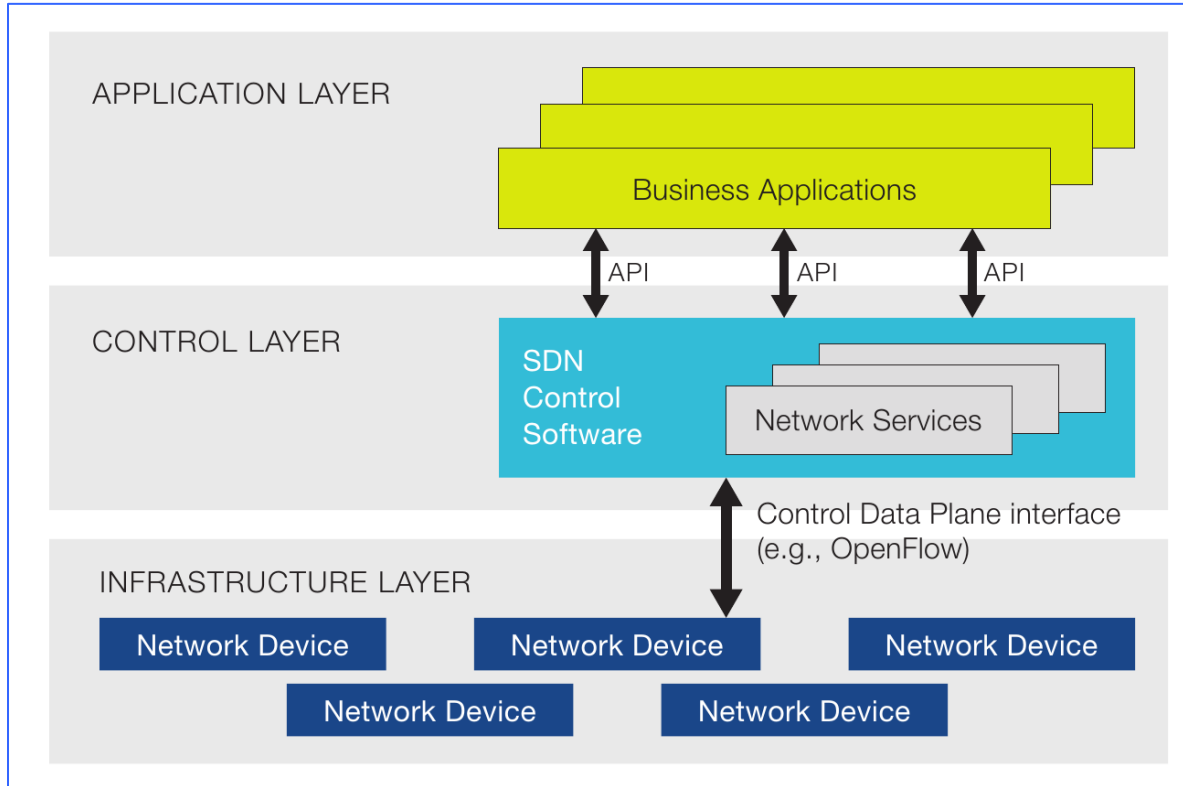 APPLICATION LAYER
Business Applications
API
API
API
CONTROL LAYER
SDN
Control
Software
Network Services
Control Data Plane interface
(e.g., OpenFlow)
INFRASTRUCTURE LAYER
Network Device
Network Device
Network Device
Network Device
Network Device